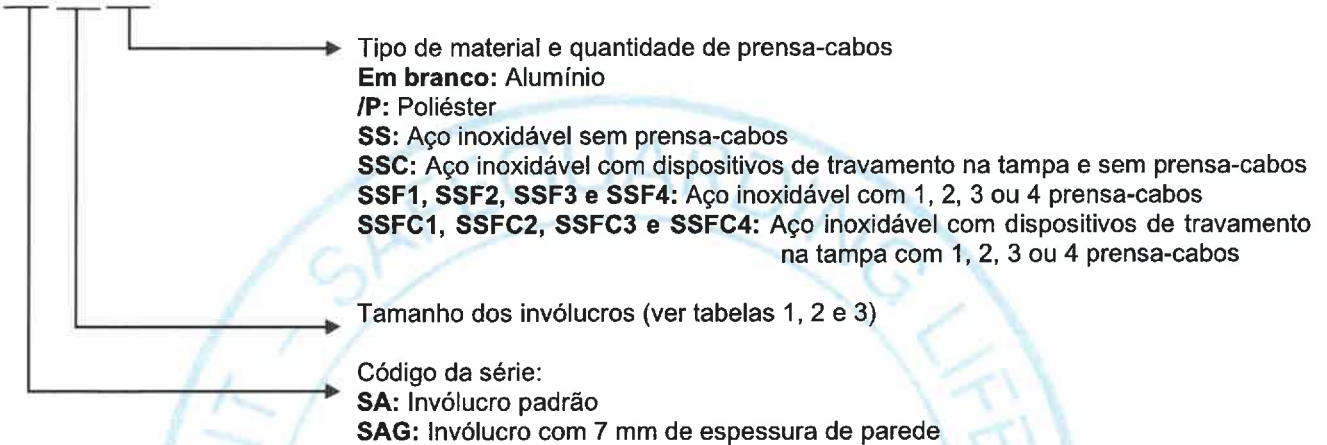 Tipo de material e quantidade de prensa-cabos
Em branco: Alumínio
/P: Poliéster
SS: Aço inoxidável sem prensa-cabos
SSC: Aço inoxidável com dispositivos de travamento na tampa e sem prensa-cabos
SSF1, SSF2, SSF3 e SSF4: Aço inoxidável com 1, 2, 3 ou 4 prensa-cabos
SSFC1, SSFC2, SSFC3 e SSFC4: Aço inoxidável com dispositivos de travamento
na tampa com 1, 2, 3 ou 4 prensa-cabos
Tamanho dos invólucros (ver tabelas 1, 2 e 3)
Código da série:
SA: Invólucro padrão
SAG: Invólucro com 7 mm de espessura de parede